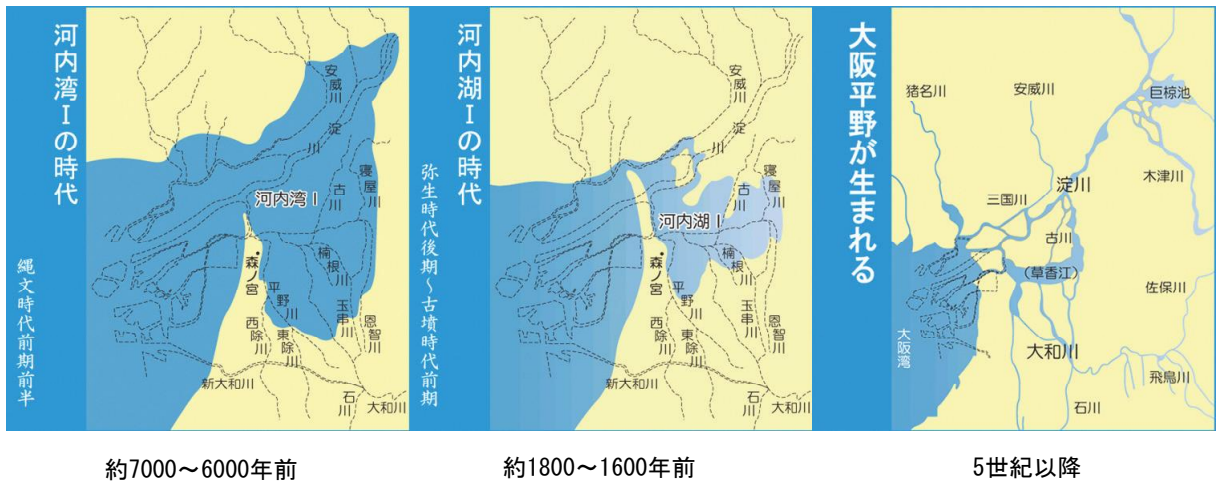 河内湾Ⅰの時代
縄文時代前期前半
安威川
淀川
河内湾Ⅰ
古川
寝屋川
森ノ宮
楠根川
平野川
玉串川
恩智川
西除川
東除川
新大和川
石川
大和川
約7000～6000年前
河内湖Ⅰの時代
弥生時代後期～古墳時代前期
安威川
淀川
古川
寝屋川
河内湖Ⅰ
森ノ宮
楠根川
平野川
玉串川
恩智川
西除川
東除川
新大和川
石川
大和川
約1800～1600年前
大阪平野が生まれる
猪名川
安威川
巨椋池
木津川
淀川
三国川
古川
（草香江）
佐保川
大阪湾
大和川
飛鳥川
石川
5世紀以降